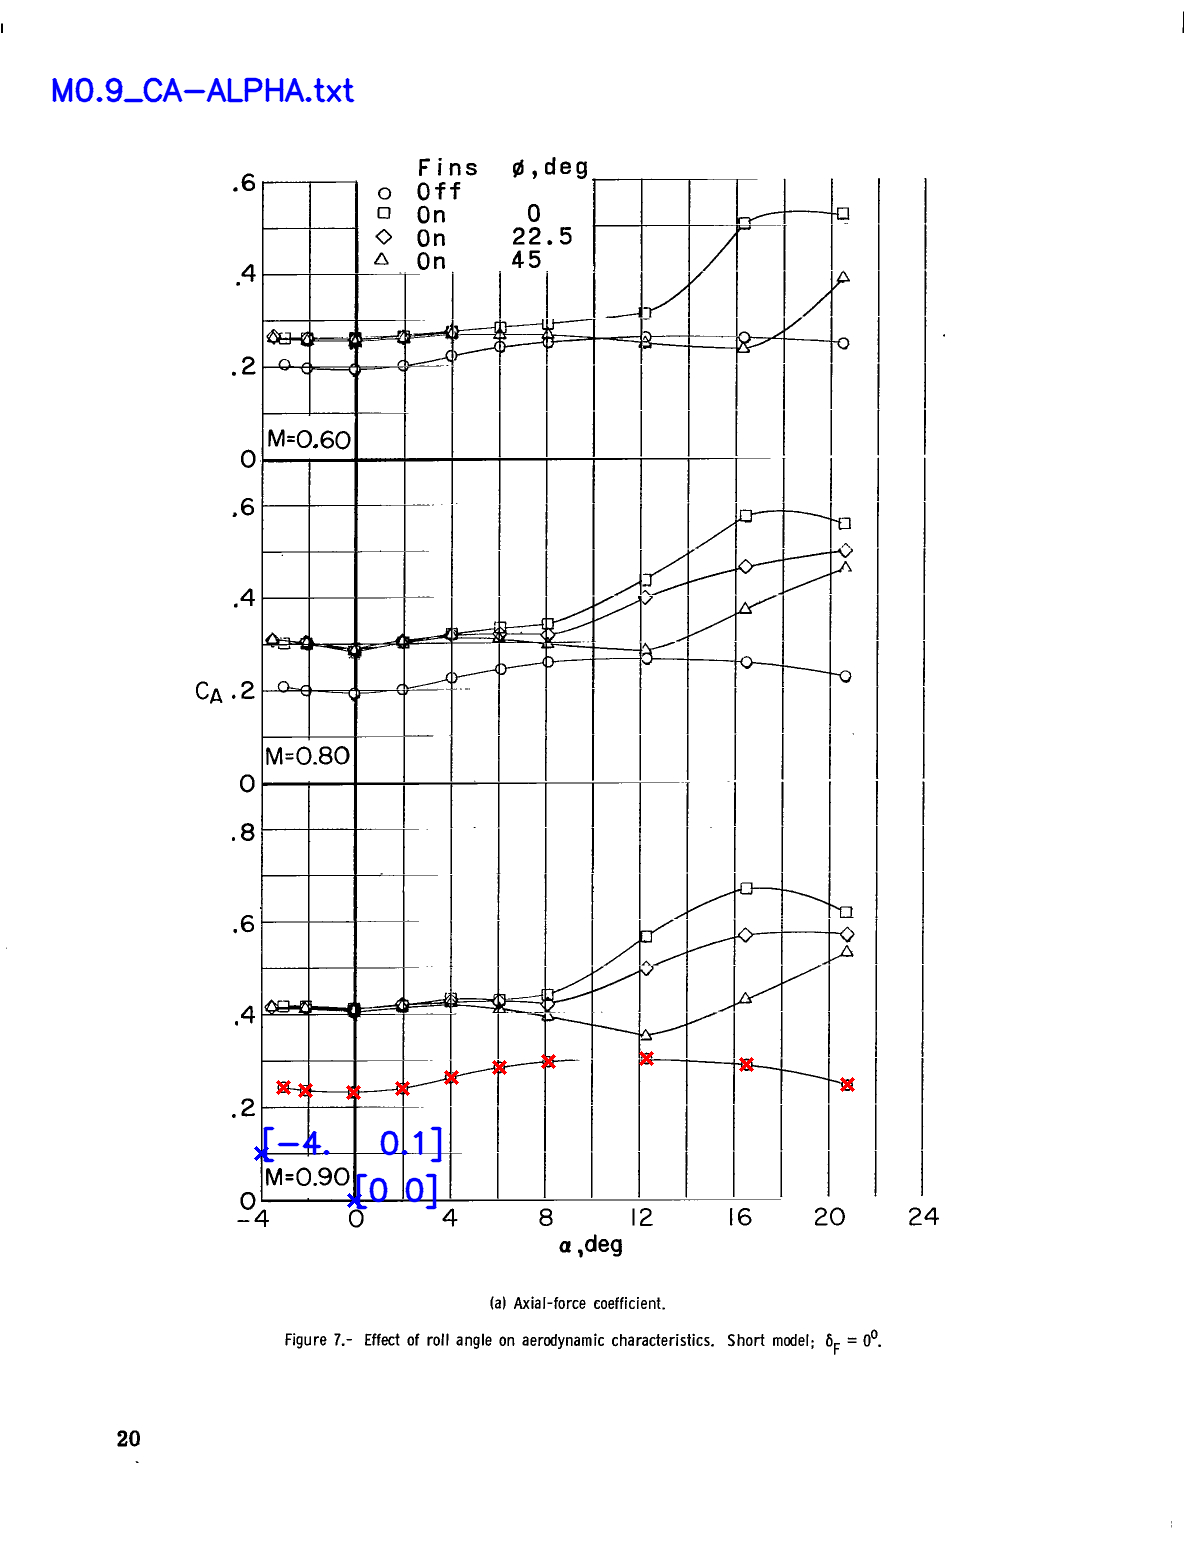 M0.9_CA-ALPHA.txt
Fins ø,deg
Off
On 0
On 22.5
On 45
.6
.4
.2
M=0.60
0
.6
.4
CA .2
M=0.80
0
.8
.6
.4
.2
[-4. 0.1]
M=0.90 [0 0]
0
-4 0 4 8 12 16 20 24
α,deg
(a) Axial-force coefficient.
Figure 7.- Effect of roll angle on aerodynamic characteristics. Short model; δF = 0⁰.
20